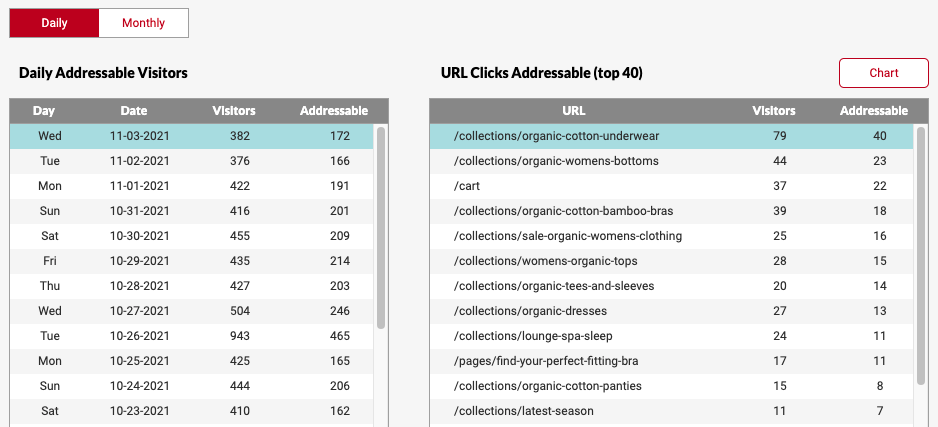 Daily Monthly
Daily Addressable Visitors
Day Date Visitors Addressable
Wed 11-03-2021 382 172
Tue 11-02-2021 376 166
Mon 11-01-2021 422 191
Sun 10-31-2021 416 201
Sat 10-30-2021 455 209
Fri 10-29-2021 435 214
Thu 10-28-2021 427 203
Wed 10-27-2021 504 246
Tue 10-26-2021 943 465
Mon 10-25-2021 425 165
Sun 10-24-2021 444 206
Sat 10-23-2021 410 162
URL Clicks Addressable (top 40) Chart
URL Visitors Addressable
/collections/organic-cotton-underwear 79 40
/collections/organic-womens-bottoms 44 23
/cart 37 22
/collections/organic-cotton-bamboo-bras 39 18
/collections/sale-organic-womens-clothing 25 16
/collections/womens-organic-tops 28 15
/collections/organic-tees-and-sleeves 20 14
/collections/organic-dresses 27 13
/collections/lounge-spa-sleep 24 11
/pages/find-your-perfect-fitting-bra 17 11
/collections/organic-cotton-panties 15 8
/collections/latest-season 11 7